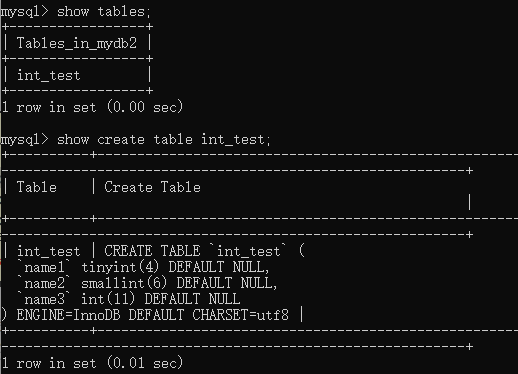 mysql> show tables;
+-----------------+
| Tables_in_mydb2 |
+-----------------+
| int_test        |
+-----------------+
1 row in set (0.00 sec)
mysql> show create table int_test;
| Table    | Create Table
|
| int_test | CREATE TABLE `int_test` (
`name1` tinyint(4) DEFAULT NULL,
`name2` smallint(6) DEFAULT NULL,
`name3` int(11) DEFAULT NULL
) ENGINE=InnoDB DEFAULT CHARSET=utf8 |
1 row in set (0.01 sec)